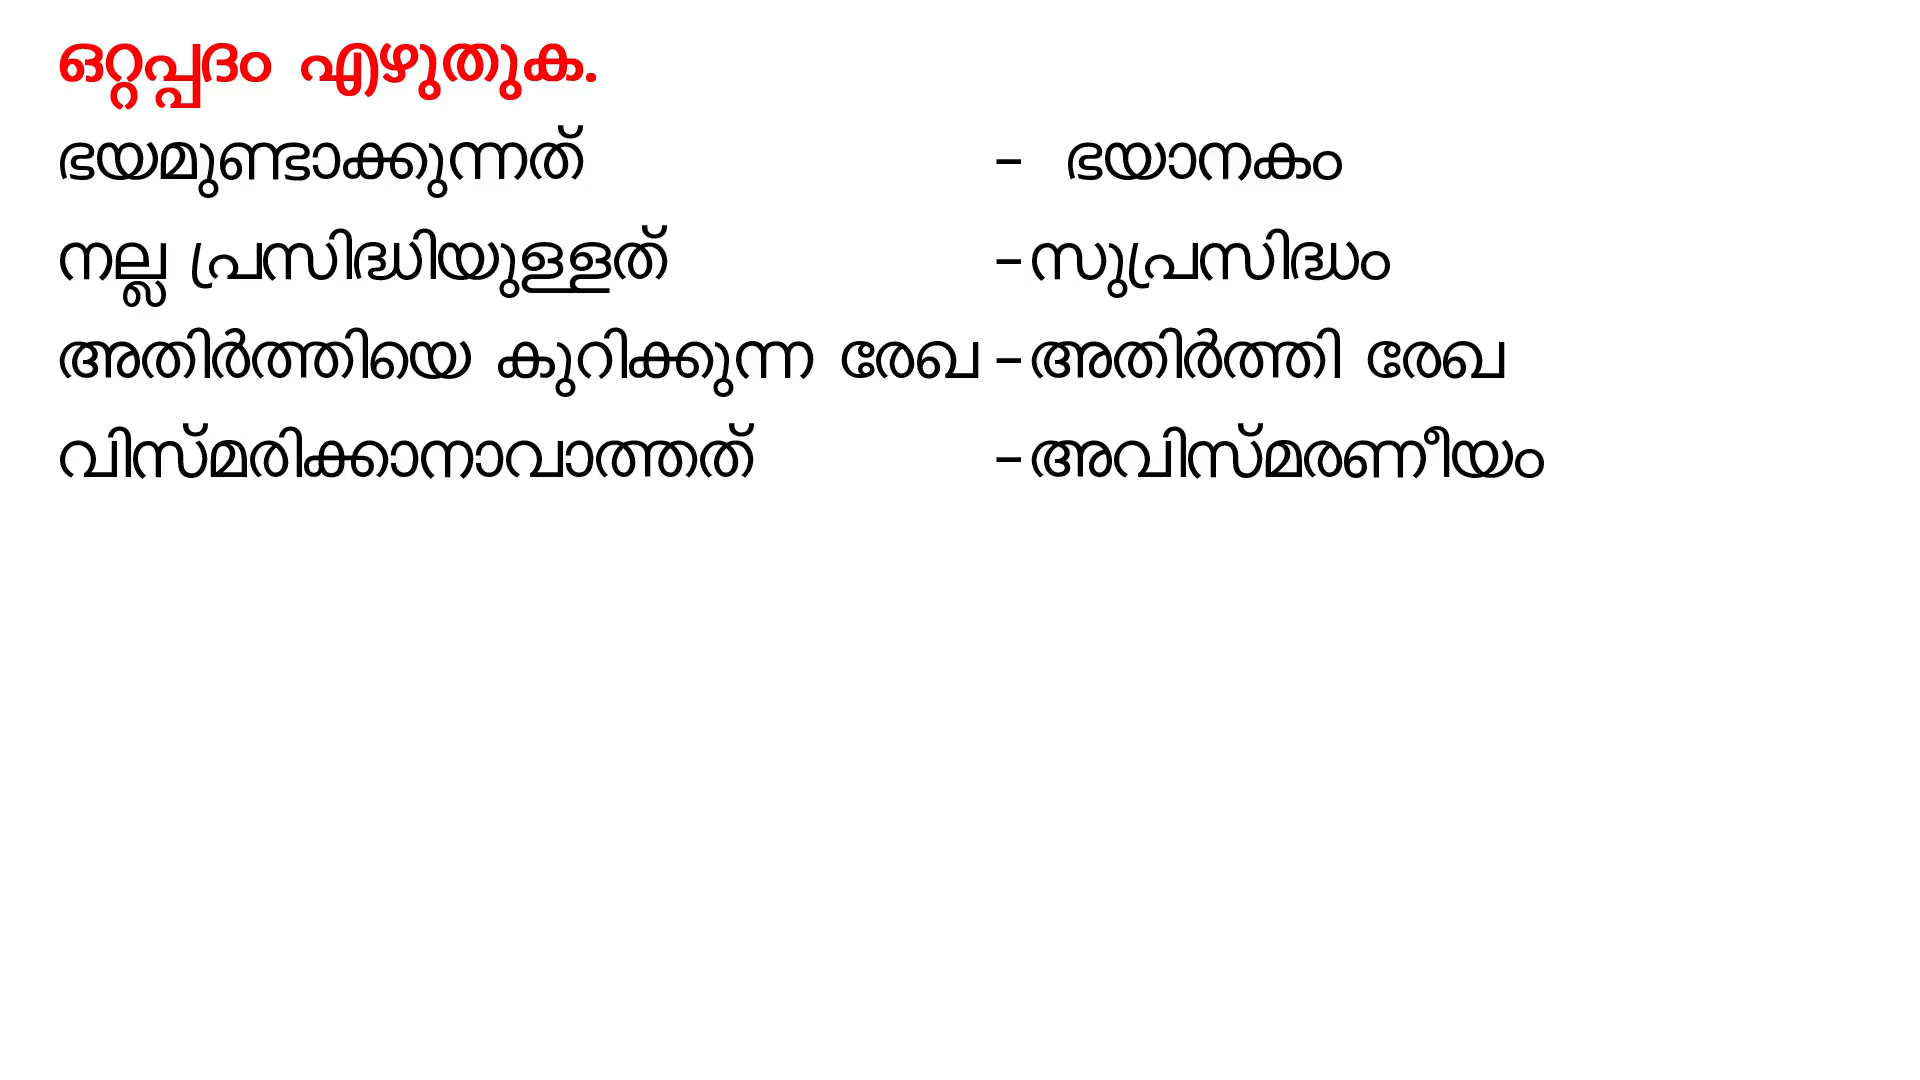 ഒറ്റപ്പദം എഴുതുക.
ഭയമുണ്ടാക്കുന്നത് - ഭയാനകം
നല്ല പ്രസിദ്ധിയുള്ളത് -സുപ്രസിദ്ധം
അതിർത്തിയെ കുറിക്കുന്ന രേഖ -അതിർത്തി രേഖ
വിസ്മരിക്കാനാവാത്തത് -അവിസ്മരണീയം